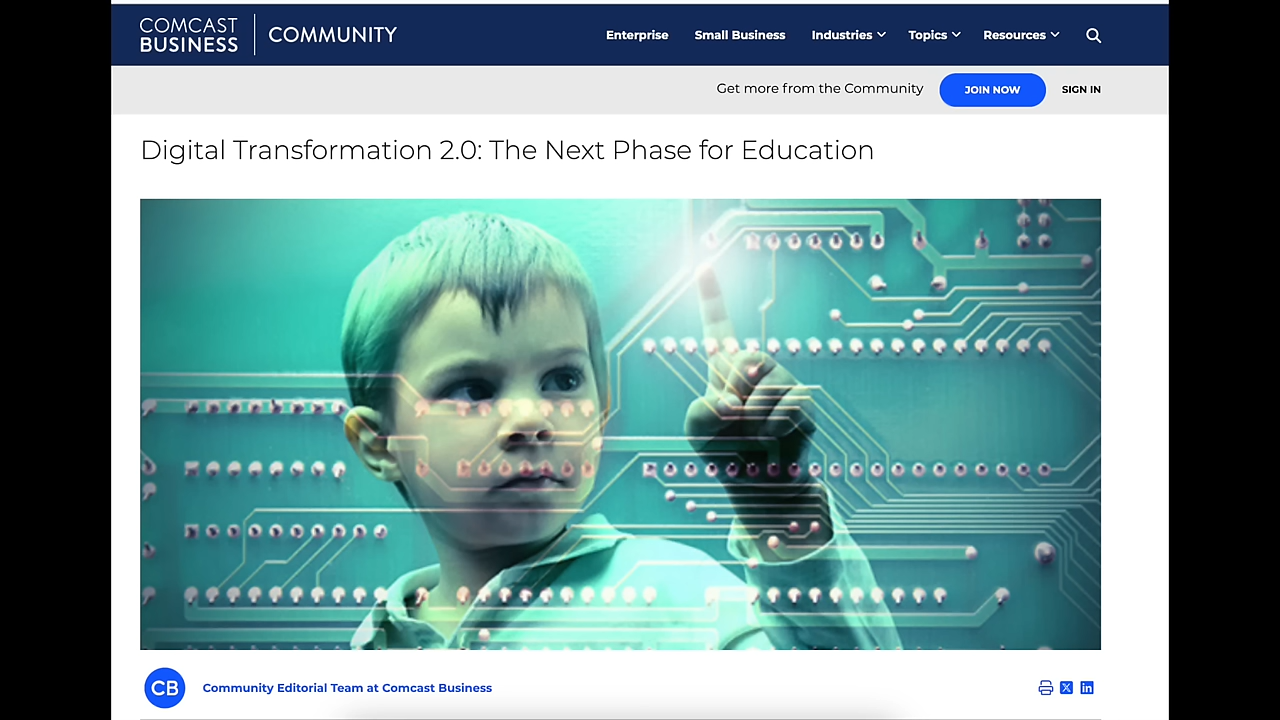 COMCAST
BUSINESS
COMMUNITY
Enterprise Small Business Industries Topics Resources
Get more from the Community JOIN NOW SIGN IN
Digital Transformation 2.0: The Next Phase for Education
CB Community Editorial Team at Comcast Business